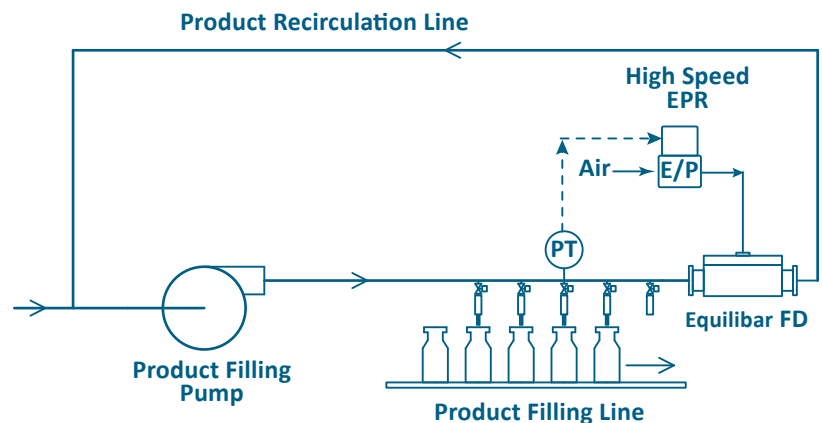 Product Recirculation Line
High Speed
EPR
Air
E/P
PT
Equilibar FD
Product Filling
Pump
Product Filling Line